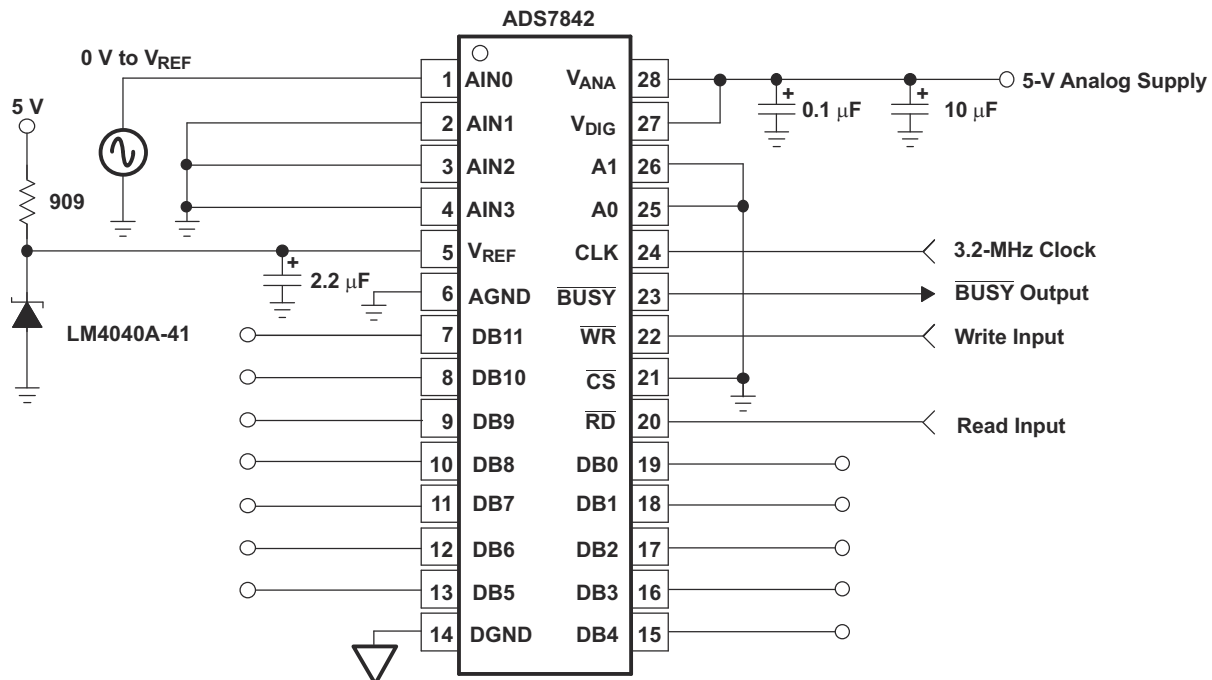 ADS7842
0 V to VREF
5 V
909
LM4040A-41
2.2 μF
1 AIN0
2 AIN1
3 AIN2
4 AIN3
5 VREF
6 AGND
7 DB11
8 DB10
9 DB9
10 DB8
11 DB7
12 DB6
13 DB5
14 DGND
VANA 28
VDIG 27
A1 26
A0 25
CLK 24
BUSY 23
WR 22
CS 21
RD 20
DB0 19
DB1 18
DB2 17
DB3 16
DB4 15
+
0.1 μF
+
10 μF
+
5-V Analog Supply
3.2-MHz Clock
BUSY Output
Write Input
Read Input